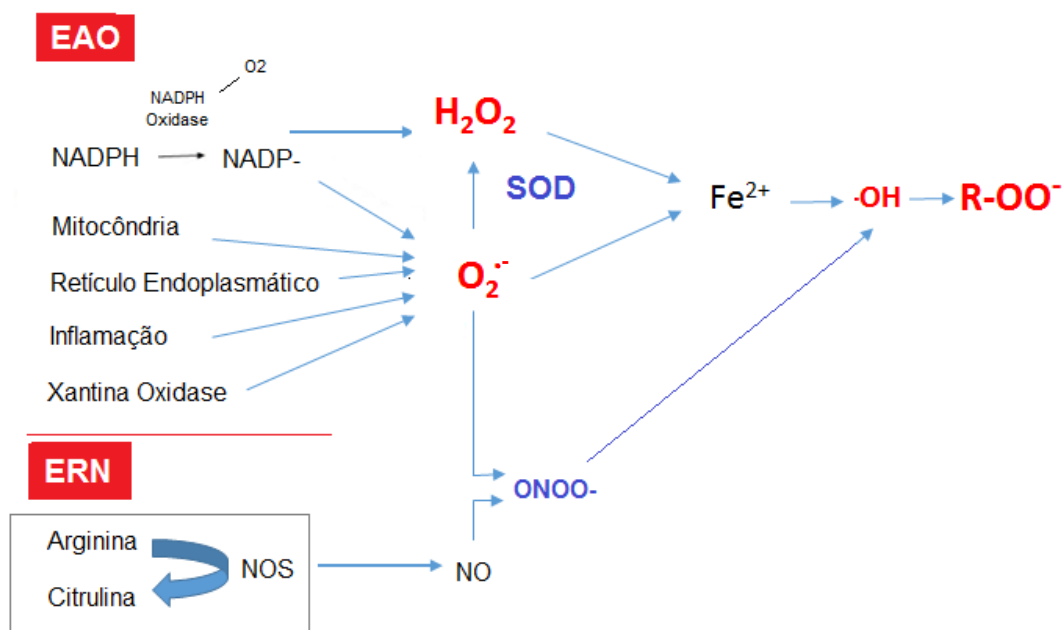 EAO
O2
NADPH
Oxidase
NADPH
NADP-
H₂O₂
SOD
Fe²⁺
·OH
R-OO⁻
Mitocôndria
Retículo Endoplasmático
O₂˙⁻
Inflamação
Xantina Oxidase
ERN
ONOO-
Arginina
NOS
NO
Citrulina